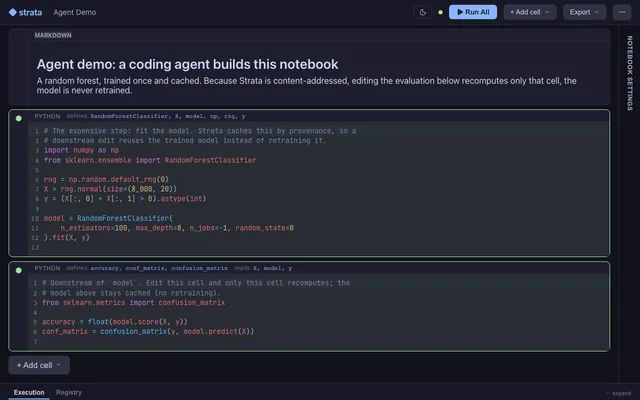 strata Agent Demo Run All + Add cell Export ...
MARKDOWN
Agent demo: a coding agent builds this notebook
A random forest, trained once and cached. Because Strata is content-addressed, editing the evaluation below recomputes only that cell, the
model is never retrained.
NOTEBOOK SETTINGS
PYTHON defines: RandomForestClassifier, X, model, np, rng, y
1 # The expensive step: fit the model. Strata caches this by provenance, so a
2 # downstream edit reuses the trained model instead of retraining it.
3 import numpy as np
4 from sklearn.ensemble import RandomForestClassifier
5
6 rng = np.random.default_rng(0)
7 X = rng.normal(size=(8_000, 20))
8 y = (X[:, 0] + X[:, 1] > 0).astype(int)
9
10 model = RandomForestClassifier(
11 n_estimators=100, max_depth=8, n_jobs=-1, random_state=0
12 ).fit(X, y)
13
PYTHON defines: accuracy, conf_matrix, confusion_matrix reads: X, model, y
1 # Downstream of `model`. Edit this cell and only this cell recomputes; the
2 # model above stays cached (no retraining).
3 from sklearn.metrics import confusion_matrix
4
5 accuracy = float(model.score(X, y))
6 conf_matrix = confusion_matrix(y, model.predict(X))
7
+ Add cell
Execution Registry expand